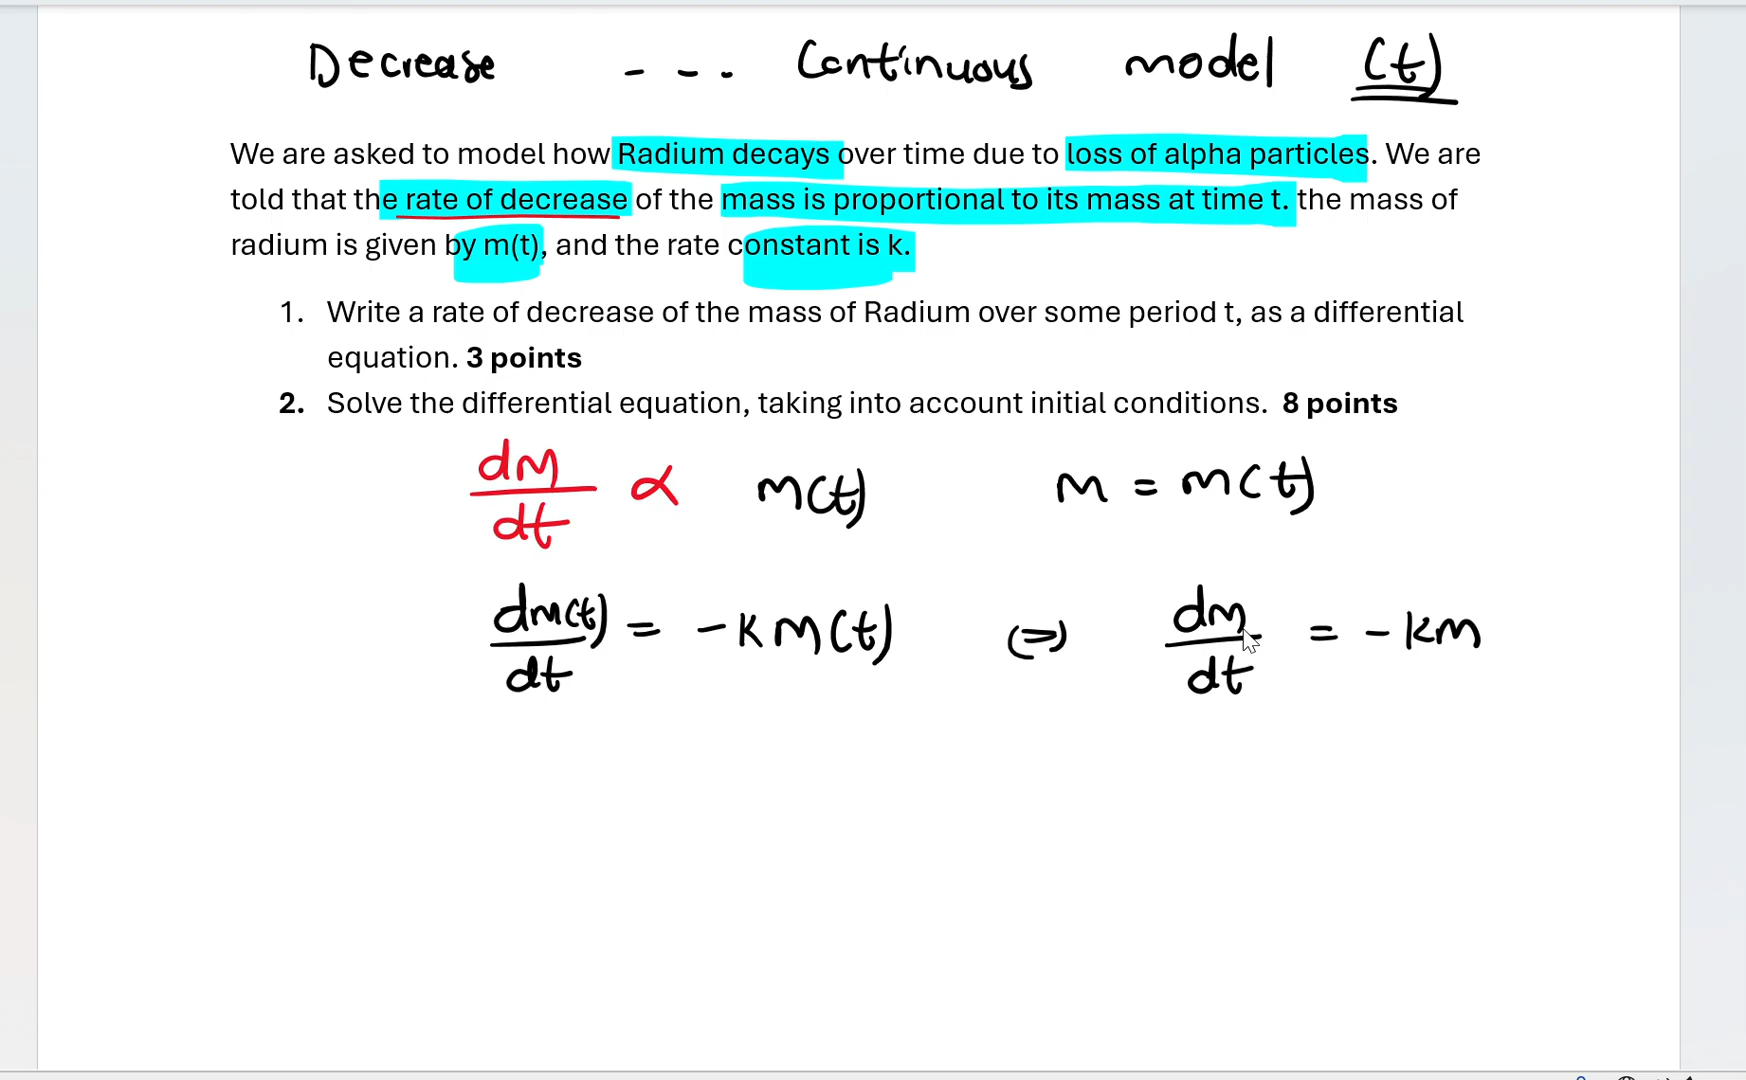 Decrease - - - Continuous model (t)
We are asked to model how Radium decays over time due to loss of alpha particles. We are
told that the rate of decrease of the mass is proportional to its mass at time t. the mass of
radium is given by m(t), and the rate constant is k.
1. Write a rate of decrease of the mass of Radium over some period t, as a differential
equation. 3 points
2. Solve the differential equation, taking into account initial conditions. 8 points
dm/dt ∝ m(t) m = m(t)
dm(t)/dt = -km(t) (=) dm/dt = -km